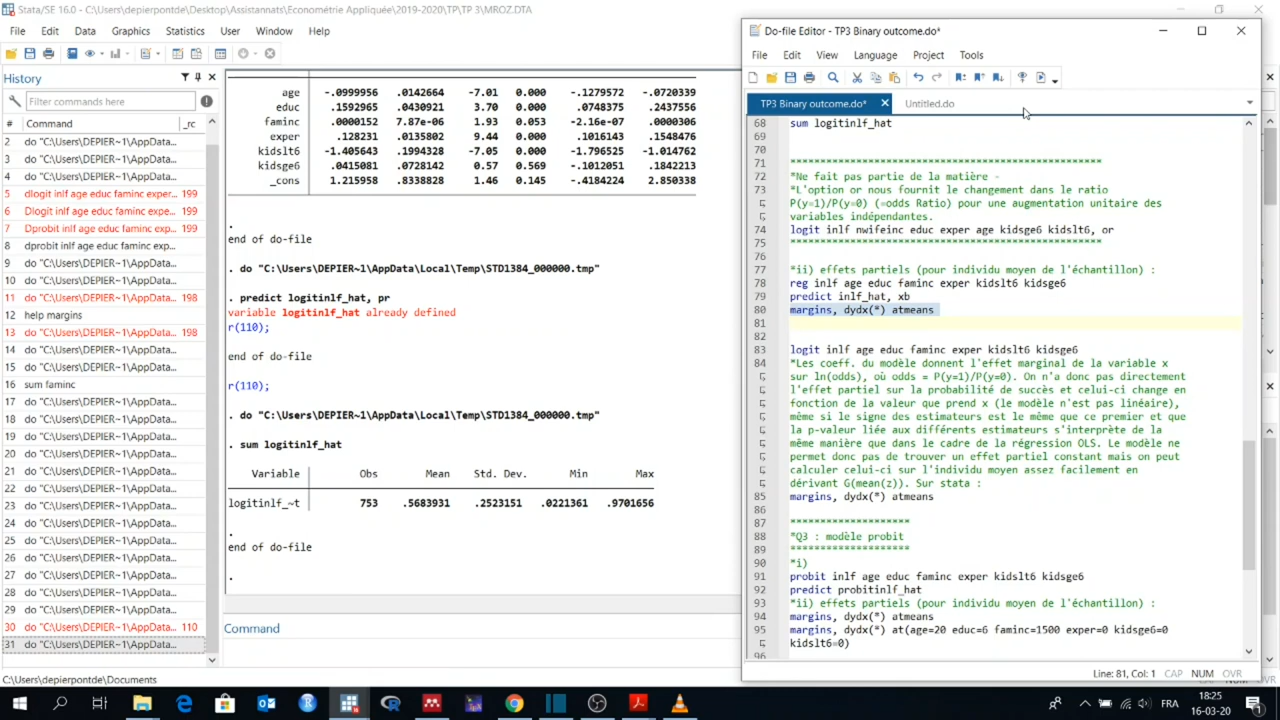 Stata/SE 16.0 - C:\Users\depierpontde\Desktop\Assistannats\Econométrie Appliquée\2019-2020\TP\TP 3\MROZ.DTA
File Edit Data Graphics Statistics User Window Help
History
Filter commands here
# Command _rc
2 do "C:\Users\DEPIER~1\AppData...
3 do "C:\Users\DEPIER~1\AppData...
4 do "C:\Users\DEPIER~1\AppData...
5 dlogit inlf age educ faminc exper... 199
6 Dlogit inlf age educ faminc expe... 199
7 Dprobit inlf age educ faminc exp... 199
8 dprobit inlf age educ faminc exp...
9 do "C:\Users\DEPIER~1\AppData...
10 do "C:\Users\DEPIER~1\AppData...
11 do "C:\Users\DEPIER~1\AppData... 198
12 help margins
13 do "C:\Users\DEPIER~1\AppData... 198
14 do "C:\Users\DEPIER~1\AppData...
15 do "C:\Users\DEPIER~1\AppData...
16 sum faminc
17 do "C:\Users\DEPIER~1\AppData...
18 do "C:\Users\DEPIER~1\AppData...
19 do "C:\Users\DEPIER~1\AppData...
20 do "C:\Users\DEPIER~1\AppData...
21 do "C:\Users\DEPIER~1\AppData...
22 do "C:\Users\DEPIER~1\AppData...
23 do "C:\Users\DEPIER~1\AppData...
24 do "C:\Users\DEPIER~1\AppData...
25 do "C:\Users\DEPIER~1\AppData...
26 do "C:\Users\DEPIER~1\AppData...
27 do "C:\Users\DEPIER~1\AppData...
28 do "C:\Users\DEPIER~1\AppData...
29 do "C:\Users\DEPIER~1\AppData...
30 do "C:\Users\DEPIER~1\AppData... 110
31 do "C:\Users\DEPIER~1\AppData...
age -.0999956 .0142664 -7.01 0.000 -.1279572 -.0720339
educ .1592965 .0430921 3.70 0.000 .0748375 .2437556
faminc .0000152 7.87e-06 1.93 0.053 -2.16e-07 .0000306
exper .128231 .0135802 9.44 0.000 .1016143 .1548476
kidslt6 -1.405643 .1994328 -7.05 0.000 -1.796525 -1.014762
kidsge6 .0415081 .0728142 0.57 0.569 -.1012051 .1842213
_cons 1.215958 .8338828 1.46 0.145 -.4184224 2.850338
.
end of do-file
. do "C:\Users\DEPIER~1\AppData\Local\Temp\STD1384_000000.tmp"
. predict logitinlf_hat, pr
variable logitinlf_hat already defined
r(110);
end of do-file
r(110);
. do "C:\Users\DEPIER~1\AppData\Local\Temp\STD1384_000000.tmp"
. sum logitinlf_hat
Variable Obs Mean Std. Dev. Min Max
logitinlf_~t 753 .5683931 .2523151 .0221361 .9701656
.
end of do-file
.
Command
C:\Users\depierpontde\Documents
Do-file Editor - TP3 Binary outcome.do*
File Edit View Language Project Tools
TP3 Binary outcome.do* Untitled.do
68 sum logitinlf_hat
69
70
71 *****************************************************
72 *Ne fait pas partie de la matière -
73 *L'option or nous fournit le changement dans le ratio
P(y=1)/P(y=0) (=odds Ratio) pour une augmentation unitaire des
variables indépendantes.
74 logit inlf nwifeinc educ exper age kidsge6 kidslt6, or
75 *****************************************************
76
77 *ii) effets partiels (pour individu moyen de l'échantillon) :
78 reg inlf age educ faminc exper kidslt6 kidsge6
79 predict inlf_hat, xb
80 margins, dydx(*) atmeans
81
82
83 logit inlf age educ faminc exper kidslt6 kidsge6
84 *Les coeff. du modèle donnent l'effet marginal de la variable x
sur ln(odds), où odds = P(y=1)/P(y=0). On n'a donc pas directement
l'effet partiel sur la probabilité de succès et celui-ci change en
fonction de la valeur que prend x (le modèle n'est pas linéaire),
même si le signe des estimateurs est le même que ce premier et que
la p-valeur liée aux différents estimateurs s'interprète de la
même manière que dans le cadre de la régression OLS. Le modèle ne
permet donc pas de trouver un effet partiel constant mais on peut
calculer celui-ci sur l'individu moyen assez facilement en
dérivant G(mean(z)). Sur stata :
85 margins, dydx(*) atmeans
86
87 ********************
88 *Q3 : modèle probit
89 ********************
90 *i)
91 probit inlf age educ faminc exper kidslt6 kidsge6
92 predict probitinlf_hat
93 *ii) effets partiels (pour individu moyen de l'échantillon) :
94 margins, dydx(*) atmeans
95 margins, dydx(*) at(age=20 educ=6 faminc=1500 exper=0 kidsge6=0
kidslt6=0)
96
Line: 81, Col: 1 CAP NUM OVR
FRA
18:25
16-03-20